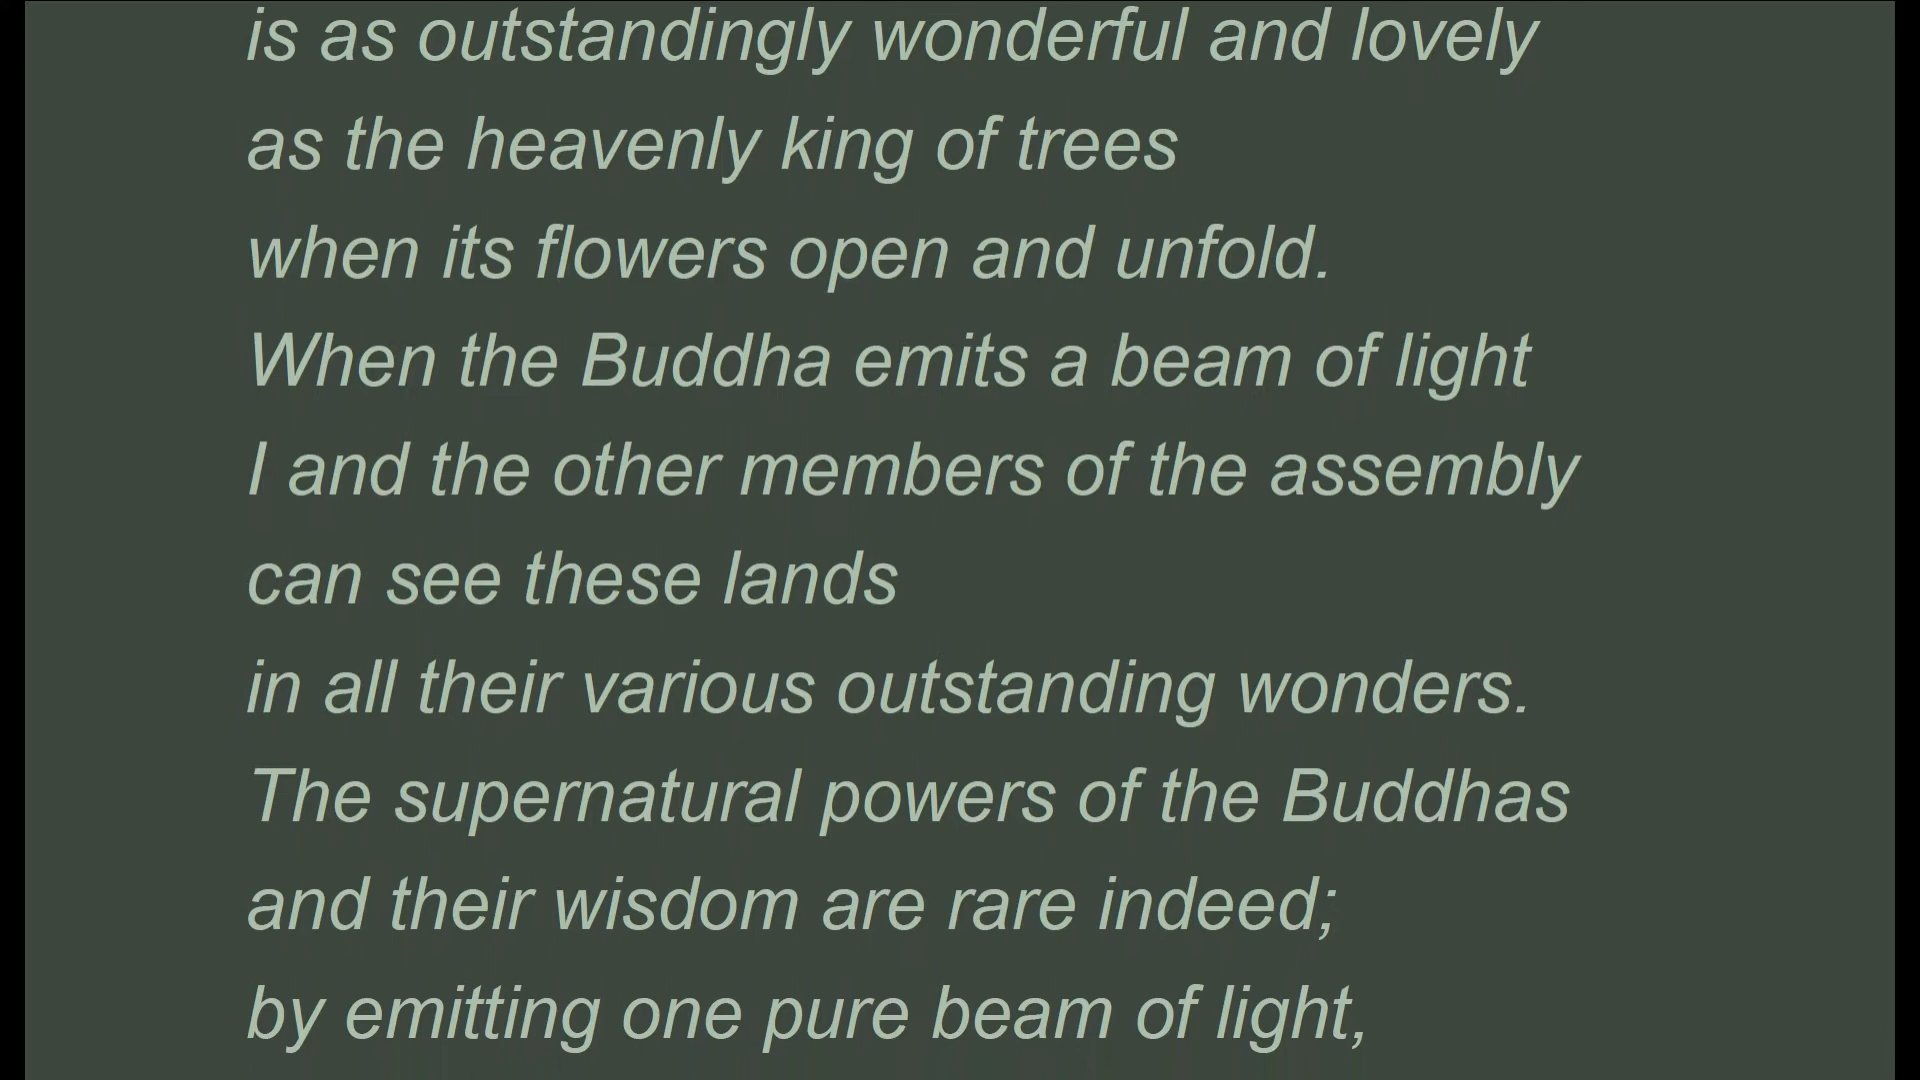 is as outstandingly wonderful and lovely
as the heavenly king of trees
when its flowers open and unfold.
When the Buddha emits a beam of light
I and the other members of the assembly
can see these lands
in all their various outstanding wonders.
The supernatural powers of the Buddhas
and their wisdom are rare indeed;
by emitting one pure beam of light,